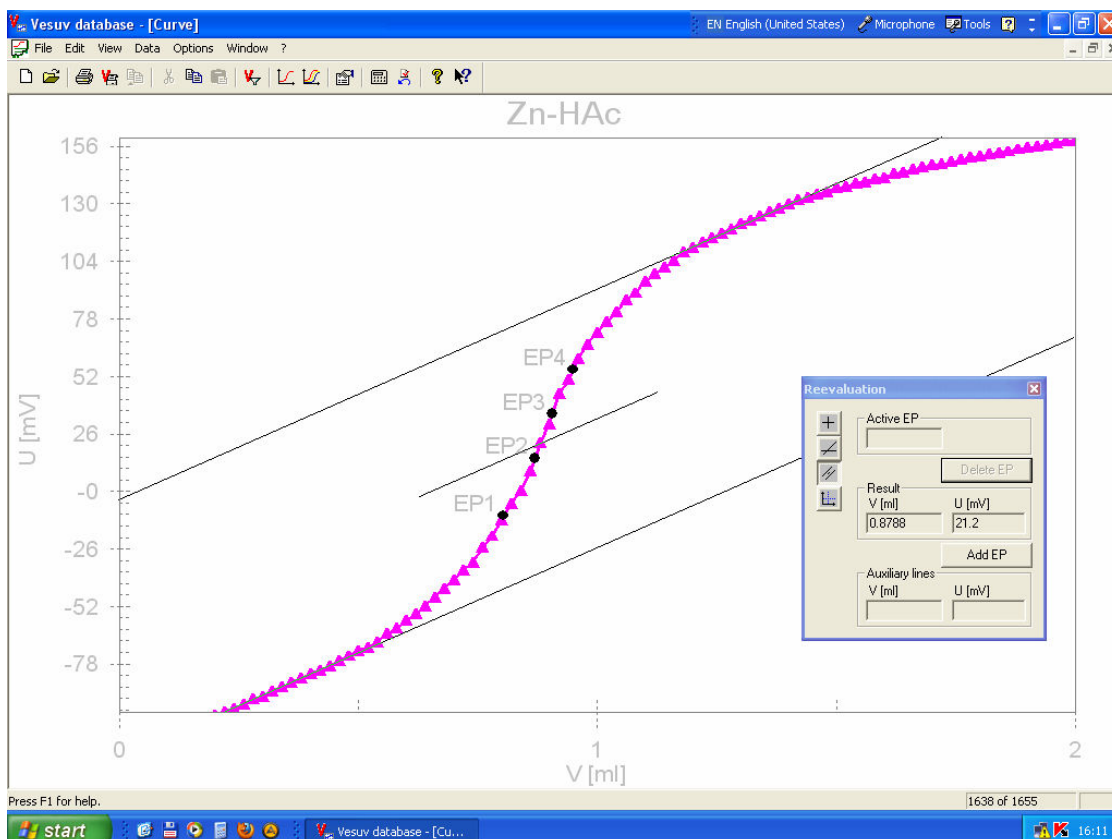 Vesuv database - [Curve]
EN English (United States) Microphone Tools
File Edit View Data Options Window ?
Zn-HAc
156
130
104
78
52
26
-0
-26
-52
-78
U [mV]
EP4
EP3
EP2
EP1
0
1
2
V [ml]
Reevaluation
Active EP
Delete EP
Result
V [ml] U [mV]
0.8788 21.2
Add EP
Auxiliary lines
V [ml] U [mV]
Press F1 for help.
1638 of 1655
start
Vesuv database - [Cu...
16:11